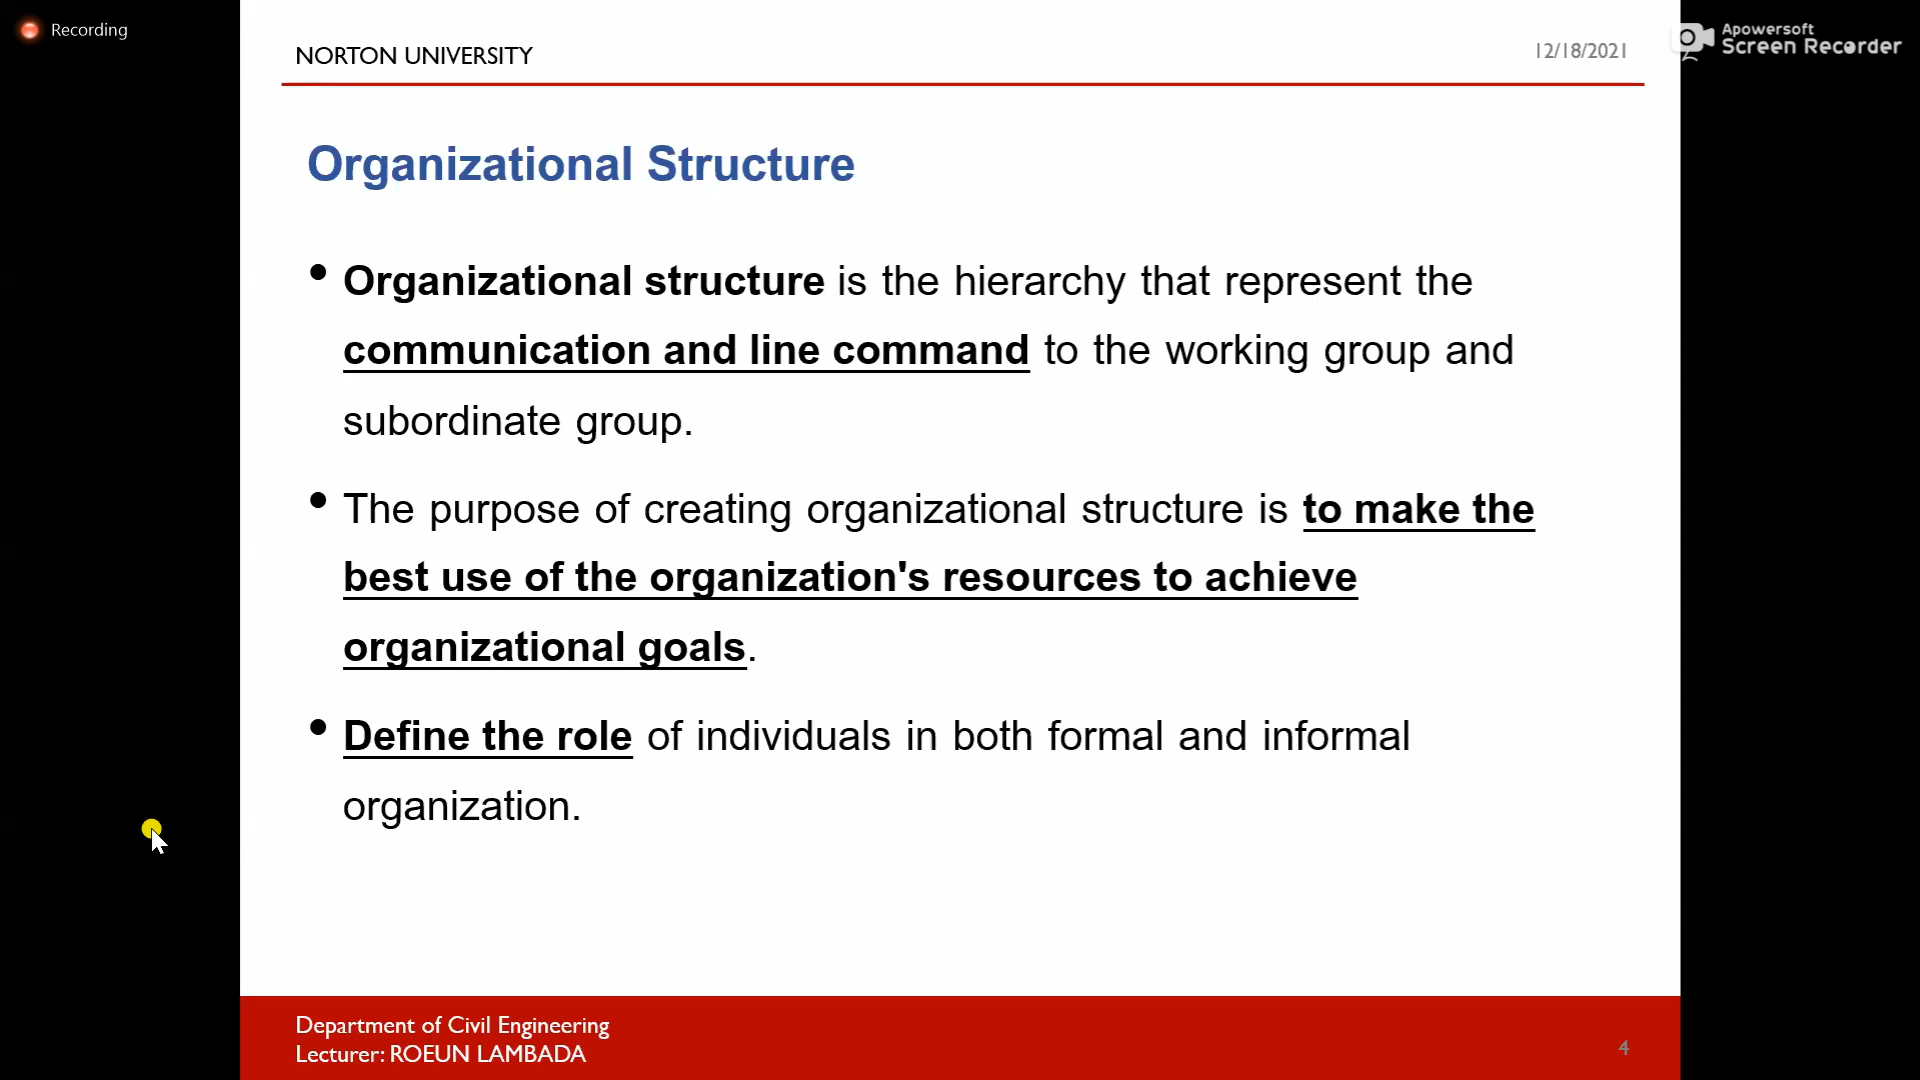 Recording
NORTON UNIVERSITY
12/18/2021
Apowersoft
Screen Recorder
Organizational Structure
• Organizational structure is the hierarchy that represent the
communication and line command to the working group and
subordinate group.
• The purpose of creating organizational structure is to make the
best use of the organization's resources to achieve
organizational goals.
• Define the role of individuals in both formal and informal
organization.
Department of Civil Engineering
Lecturer: ROEUN LAMBADA
4